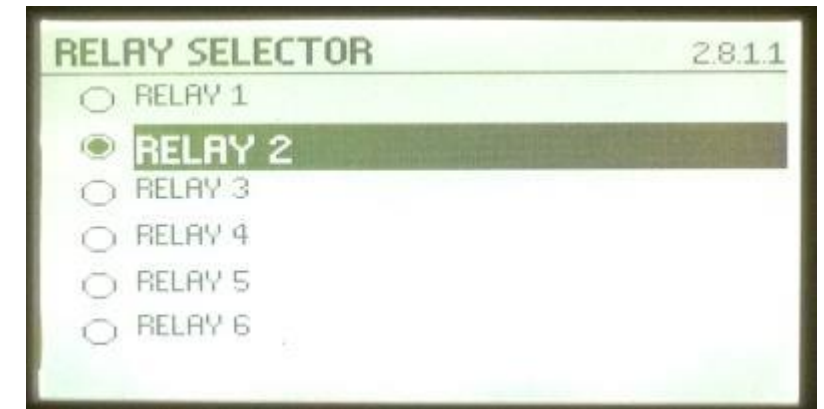 RELAY SELECTOR 2.8.1.1
RELAY 1
RELAY 2
RELAY 3
RELAY 4
RELAY 5
RELAY 6